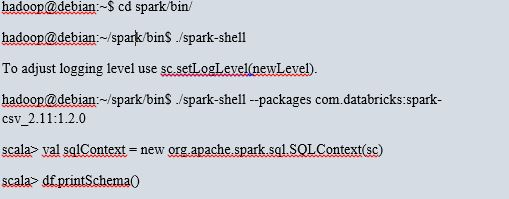 hadoop@debian:~$ cd spark/bin/
hadoop@debian:~/spark/bin$ ./spark-shell
To adjust logging level use sc.setLogLevel(newLevel).
hadoop@debian:~/spark/bin$ ./spark-shell --packages com.databricks:spark-
csv_2.11:1.2.0
scala> val sqlContext = new org.apache.spark.sql.SQLContext(sc)
scala> df.printSchema()